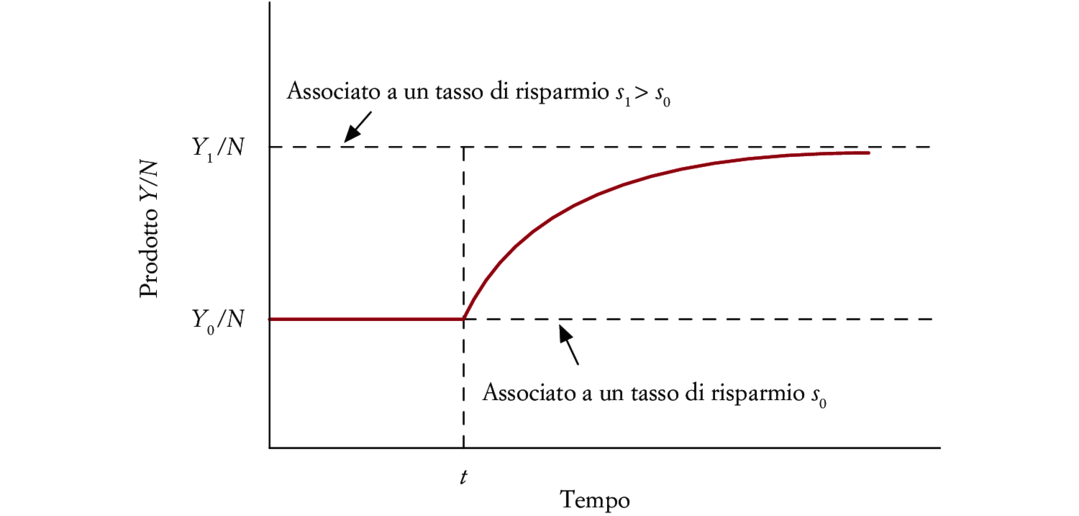 Associato a un tasso di risparmio s₁ > s₀
Y₁/N
Prodotto Y/N
Y₀/N
Associato a un tasso di risparmio s₀
t
Tempo